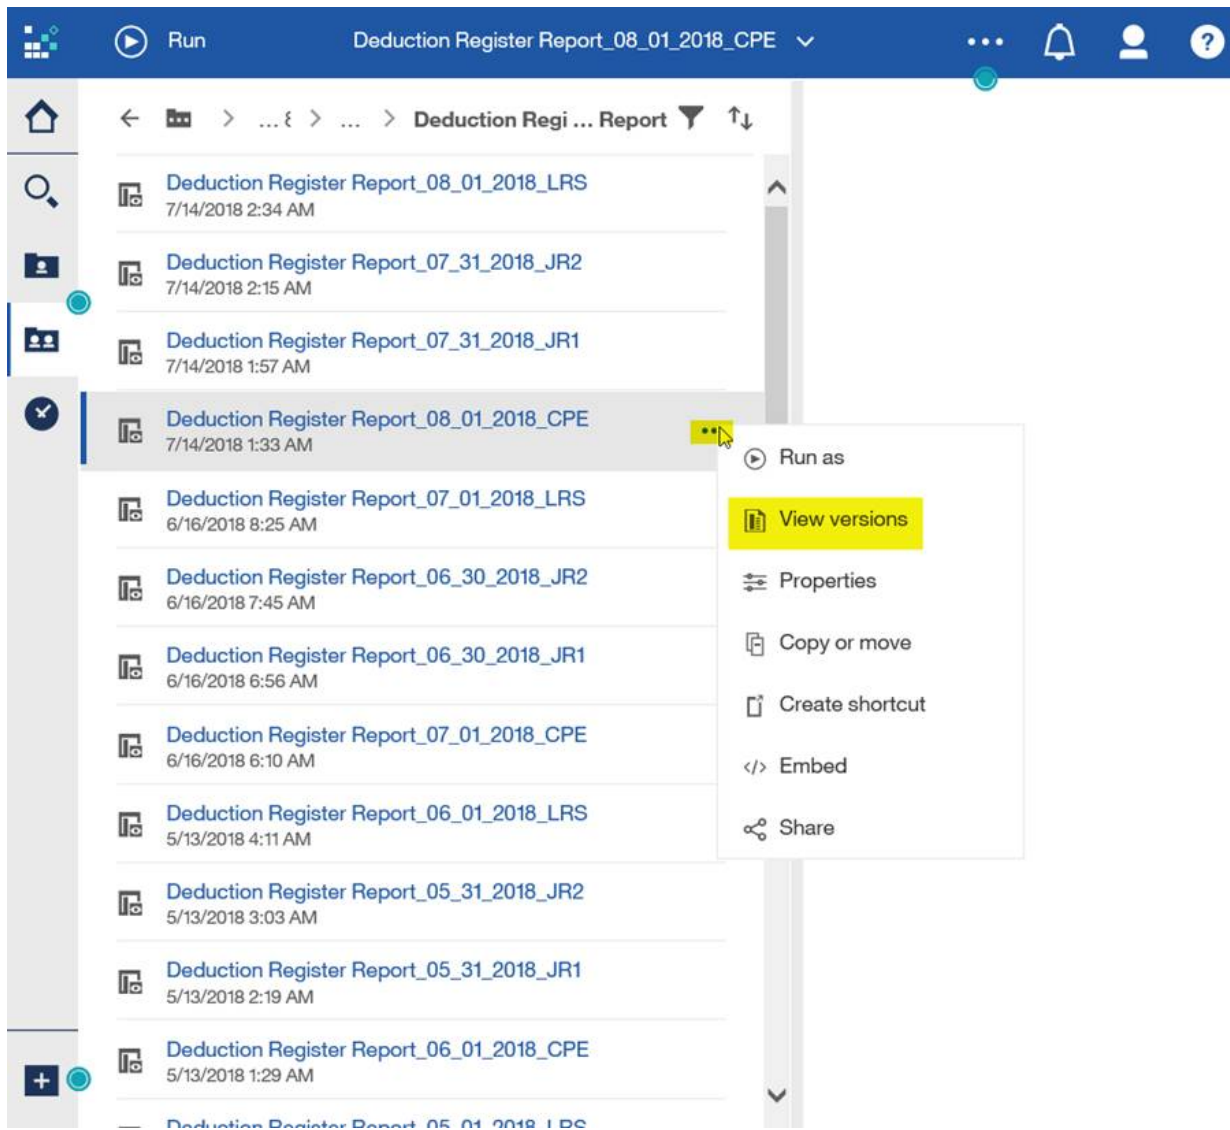 Run
Deduction Register Report_08_01_2018_CPE
... > ... > Deduction Regi ... Report
Deduction Register Report_08_01_2018_LRS
7/14/2018 2:34 AM
Deduction Register Report_07_31_2018_JR2
7/14/2018 2:15 AM
Deduction Register Report_07_31_2018_JR1
7/14/2018 1:57 AM
Deduction Register Report_08_01_2018_CPE
7/14/2018 1:33 AM
Deduction Register Report_07_01_2018_LRS
6/16/2018 8:25 AM
Deduction Register Report_06_30_2018_JR2
6/16/2018 7:45 AM
Deduction Register Report_06_30_2018_JR1
6/16/2018 6:56 AM
Deduction Register Report_07_01_2018_CPE
6/16/2018 6:10 AM
Deduction Register Report_06_01_2018_LRS
5/13/2018 4:11 AM
Deduction Register Report_05_31_2018_JR2
5/13/2018 3:03 AM
Deduction Register Report_05_31_2018_JR1
5/13/2018 2:19 AM
Deduction Register Report_06_01_2018_CPE
5/13/2018 1:29 AM
Deduction Register Report_05_01_2018_LRS
Run as
View versions
Properties
Copy or move
Create shortcut
Embed
Share